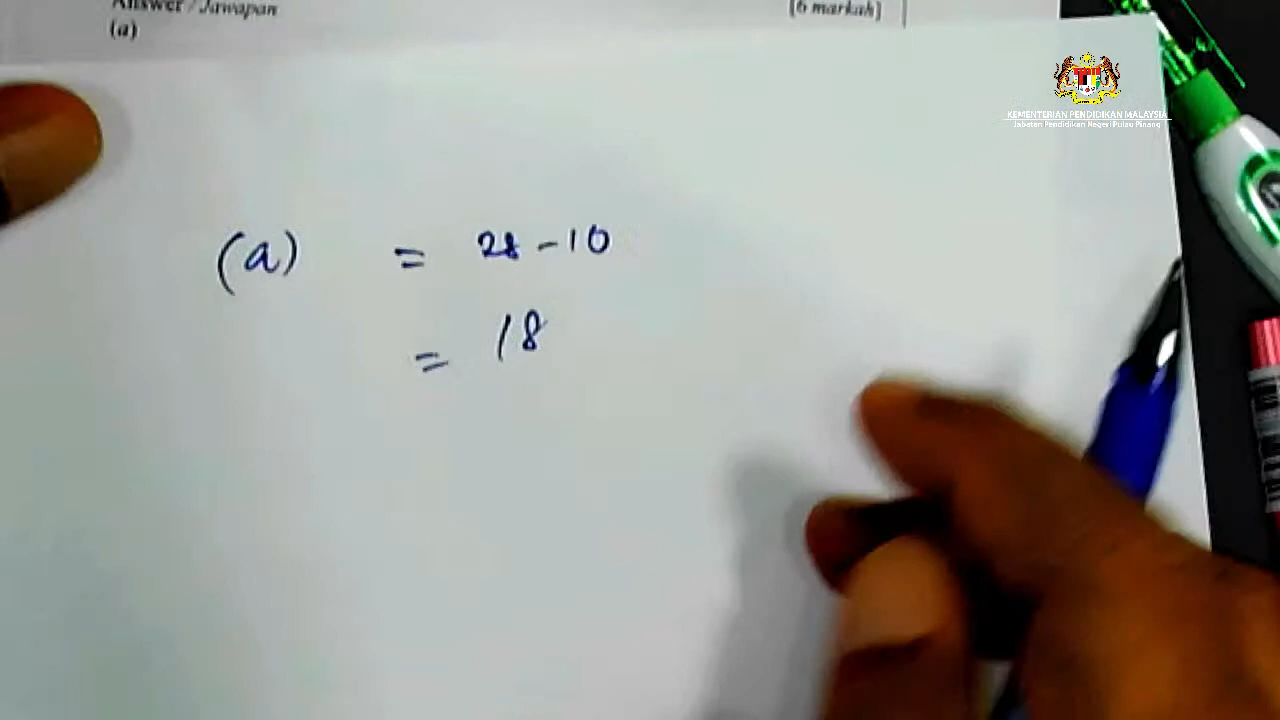 Answer / Jawapan
[6 markah]
(a)
KEMENTERIAN PENDIDIKAN MALAYSIA
Jabatan Pendidikan Negeri Pulau Pinang
(a) = 28 - 10
= 18